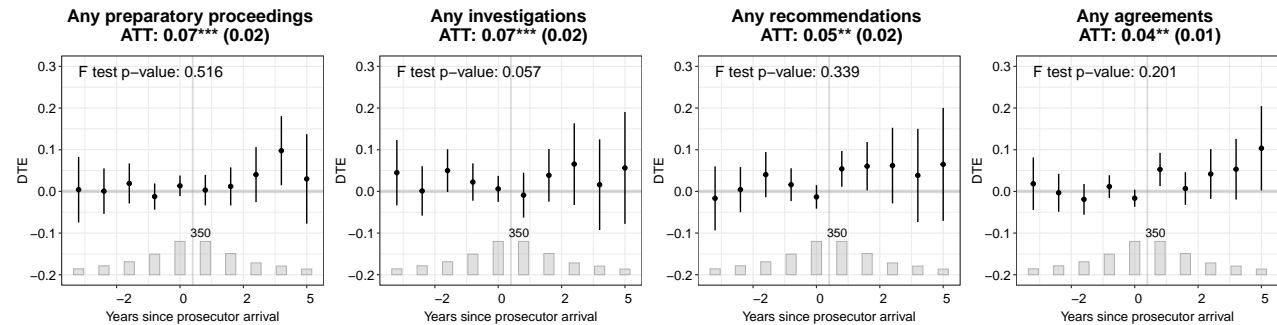 Any preparatory proceedings
ATT: 0.07*** (0.02)
F test p−value: 0.516
0.3
0.2
0.1
0.0
−0.1
−0.2
DTE
350
−2
0
2
5
Years since prosecutor arrival
Any investigations
ATT: 0.07*** (0.02)
F test p−value: 0.057
0.3
0.2
0.1
0.0
−0.1
−0.2
DTE
350
−2
0
2
5
Years since prosecutor arrival
Any recommendations
ATT: 0.05** (0.02)
F test p−value: 0.339
0.3
0.2
0.1
0.0
−0.1
−0.2
DTE
350
−2
0
2
5
Years since prosecutor arrival
Any agreements
ATT: 0.04** (0.01)
F test p−value: 0.201
0.3
0.2
0.1
0.0
−0.1
−0.2
DTE
350
−2
0
2
5
Years since prosecutor arrival